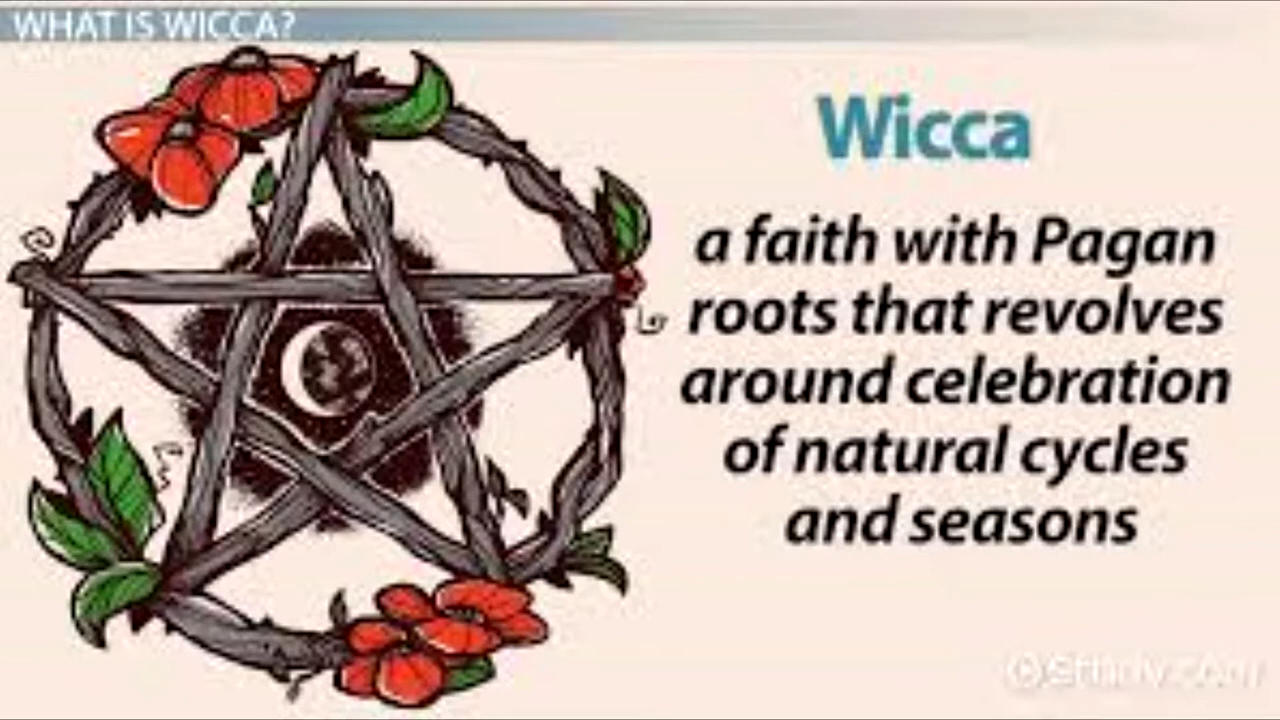 WHAT IS WICCA?
Wicca
a faith with Pagan
roots that revolves
around celebration
of natural cycles
and seasons